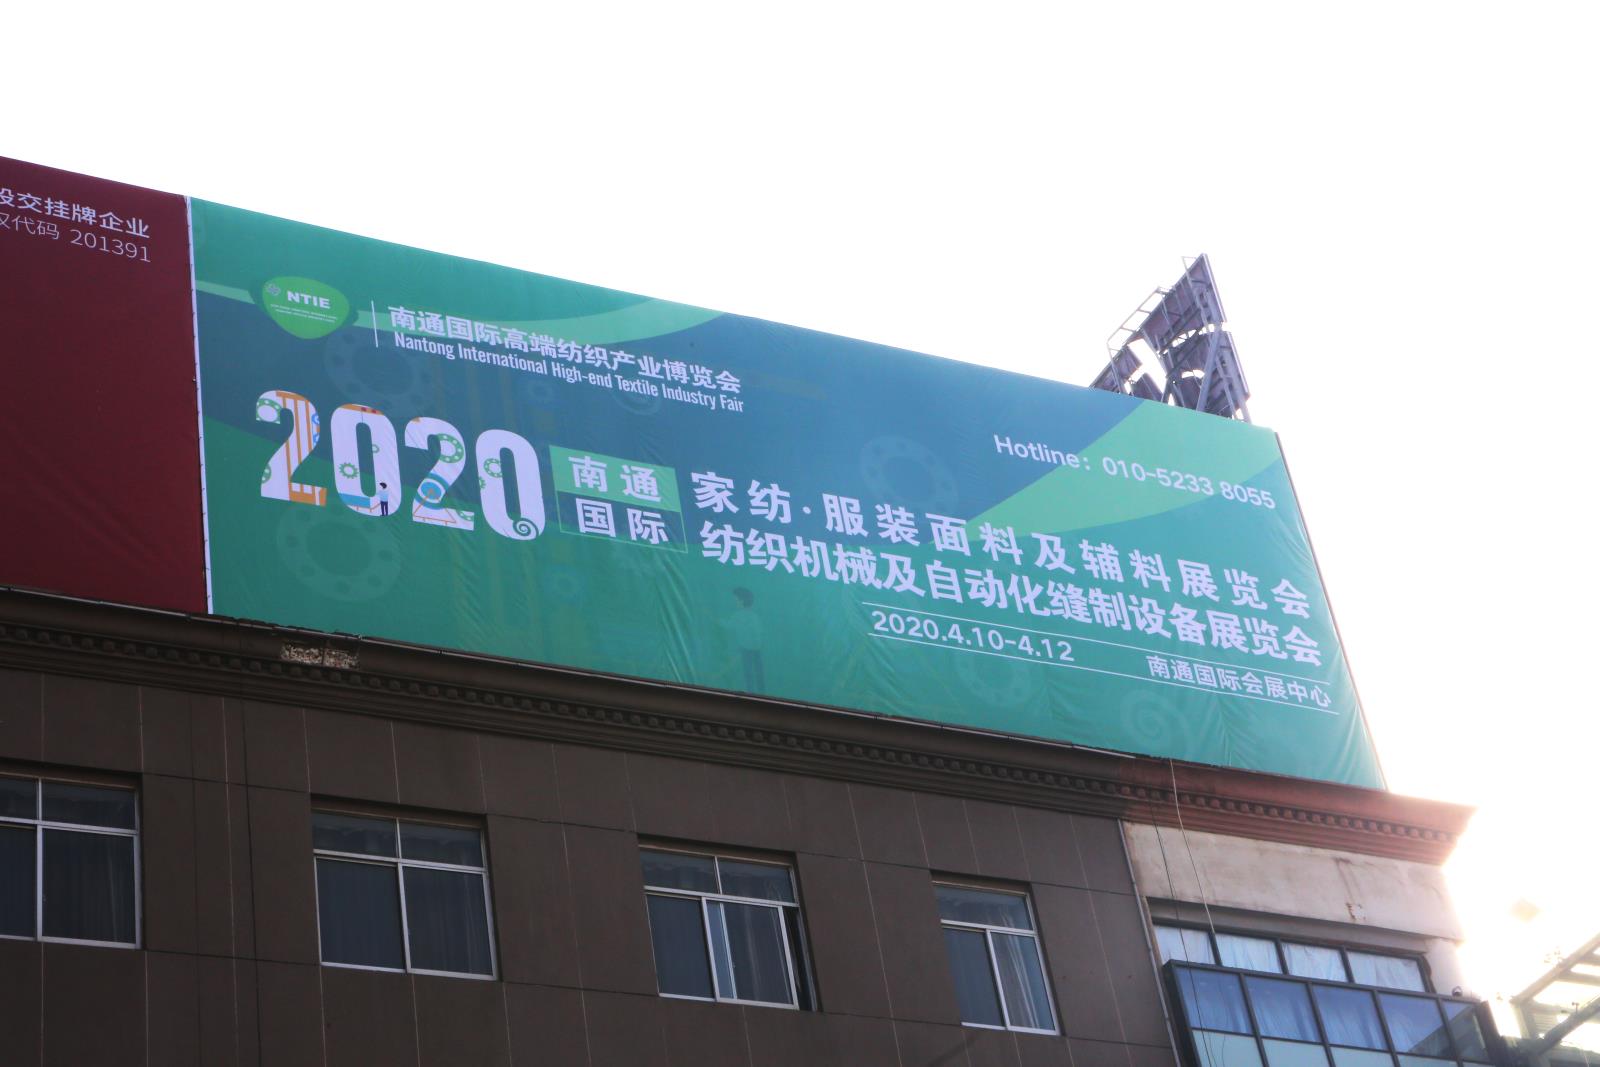 交挂牌企业
代码 201391
NTIE
南通国际高端纺织产业博览会
Nantong International High-end Textile Industry Fair
Hotline: 010-5233 8055
2020
南通
国际
家纺·服装面料及辅料展览会
纺织机械及自动化缝制设备展览会
2020.4.10-4.12
南通国际会展中心